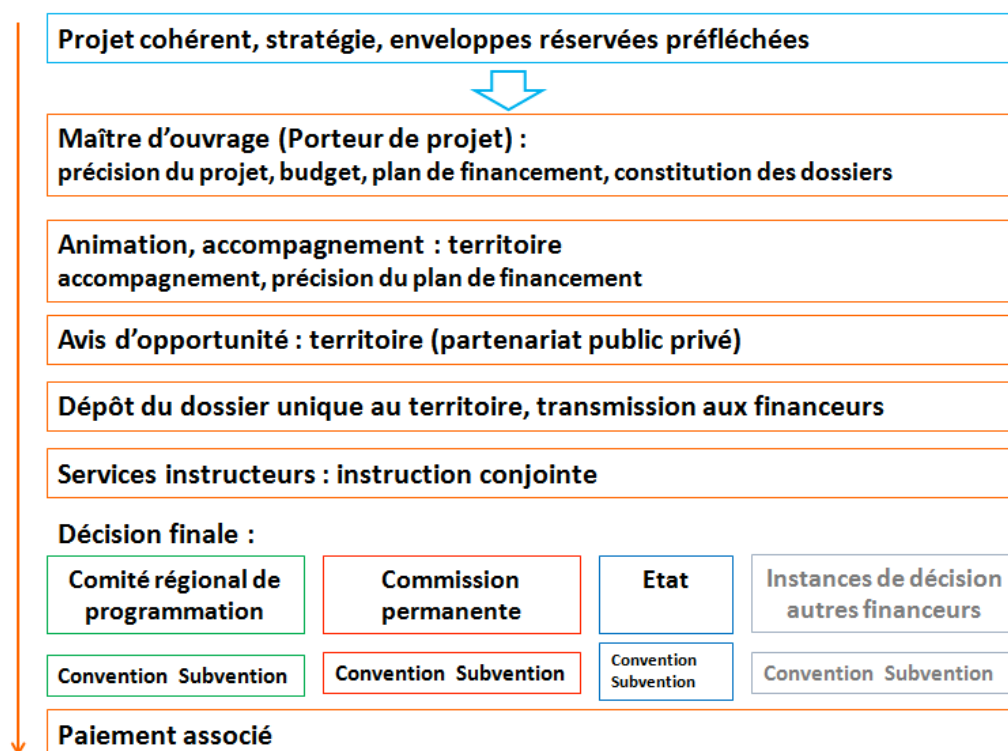 Projet cohérent, stratégie, enveloppes réservées préfléchées
Maître d'ouvrage (Porteur de projet) :
précision du projet, budget, plan de financement, constitution des dossiers
Animation, accompagnement : territoire
accompagnement, précision du plan de financement
Avis d'opportunité : territoire (partenariat public privé)
Dépôt du dossier unique au territoire, transmission aux financeurs
Services instructeurs : instruction conjointe
Décision finale :
Comité régional de
programmation
Commission
permanente
Etat
Instances de décision
autres financeurs
Convention Subvention
Convention Subvention
Convention
Subvention
Convention Subvention
Paiement associé